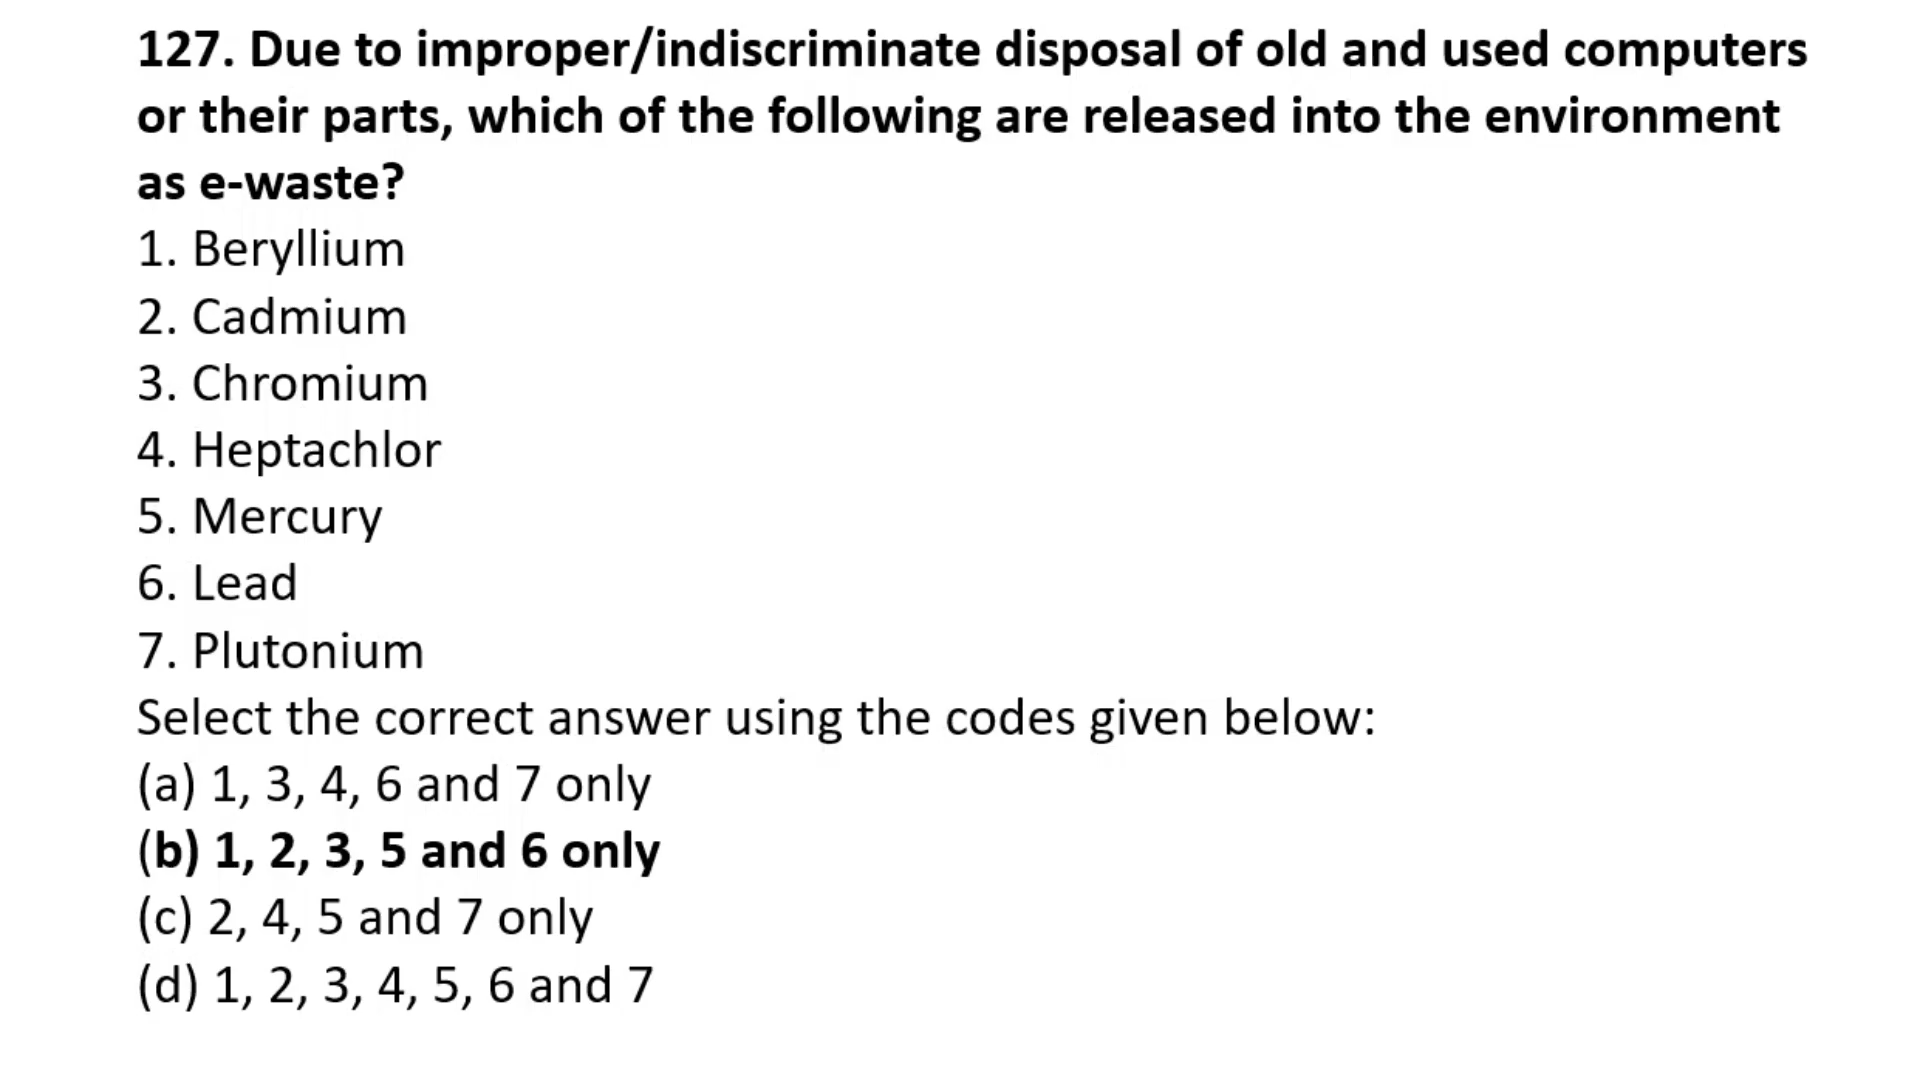 127. Due to improper/indiscriminate disposal of old and used computers
or their parts, which of the following are released into the environment
as e-waste?
1. Beryllium
2. Cadmium
3. Chromium
4. Heptachlor
5. Mercury
6. Lead
7. Plutonium
Select the correct answer using the codes given below:
(a) 1, 3, 4, 6 and 7 only
(b) 1, 2, 3, 5 and 6 only
(c) 2, 4, 5 and 7 only
(d) 1, 2, 3, 4, 5, 6 and 7